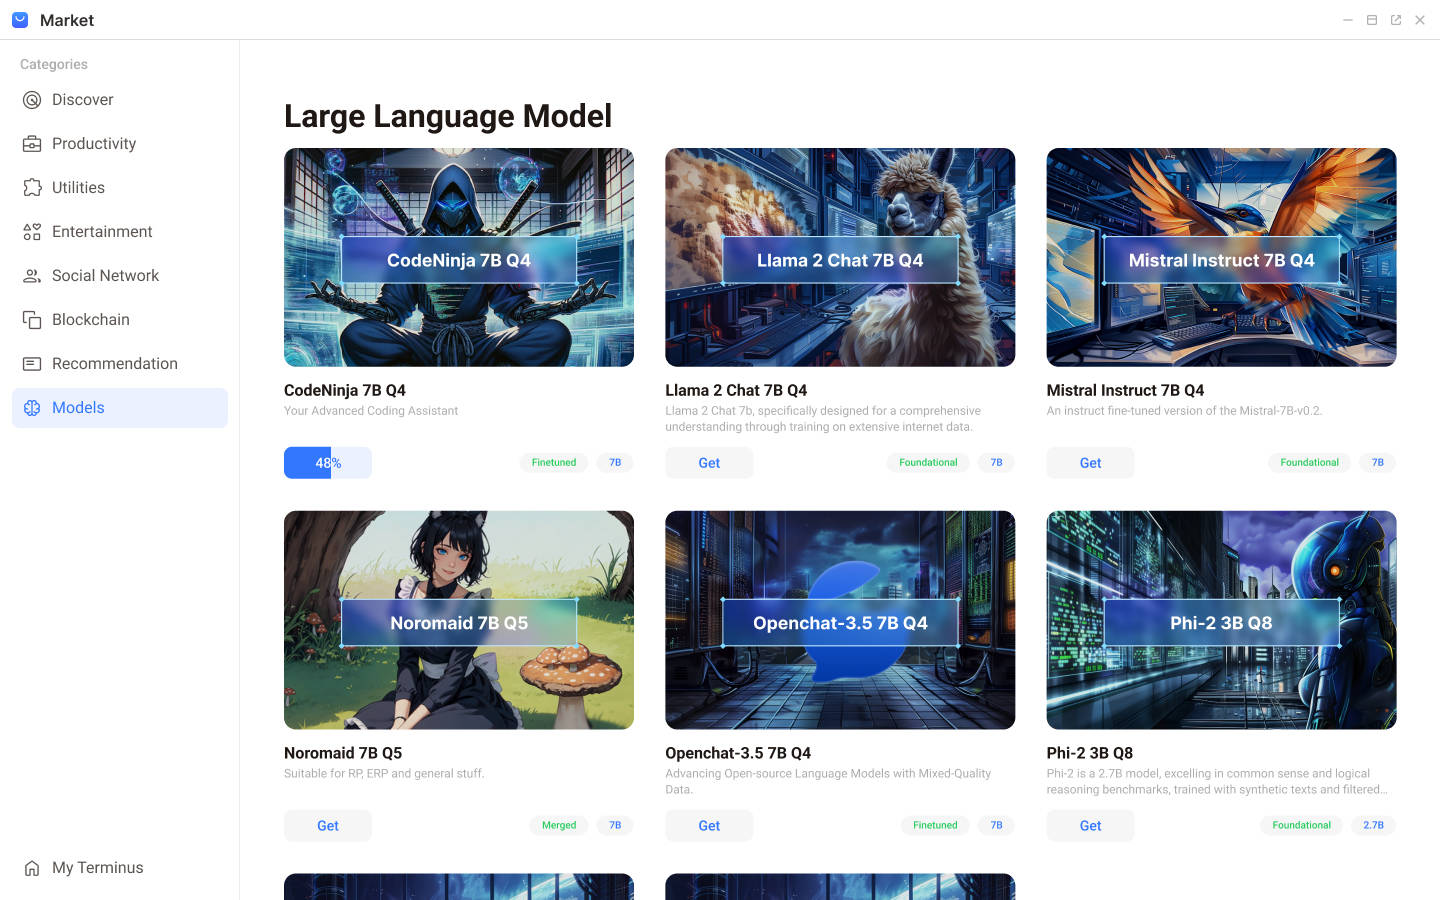 Market
Categories
Discover
Productivity
Utilities
Entertainment
Social Network
Blockchain
Recommendation
Models
My Terminus
Large Language Model
CodeNinja 7B Q4
CodeNinja 7B Q4
Your Advanced Coding Assistant
48%
Finetuned
7B
Llama 2 Chat 7B Q4
Llama 2 Chat 7B Q4
Llama 2 Chat 7b, specifically designed for a comprehensive
understanding through training on extensive internet data.
Get
Foundational
7B
Mistral Instruct 7B Q4
Mistral Instruct 7B Q4
An instruct fine-tuned version of the Mistral-7B-v0.2.
Get
Foundational
7B
Noromaid 7B Q5
Noromaid 7B Q5
Suitable for RP, ERP and general stuff.
Get
Merged
7B
Openchat-3.5 7B Q4
Openchat-3.5 7B Q4
Advancing Open-source Language Models with Mixed-Quality
Data.
Get
Finetuned
7B
Phi-2 3B Q8
Phi-2 3B Q8
Phi-2 is a 2.7B model, excelling in common sense and logical
reasoning benchmarks, trained with synthetic texts and filtered...
Get
Foundational
2.7B